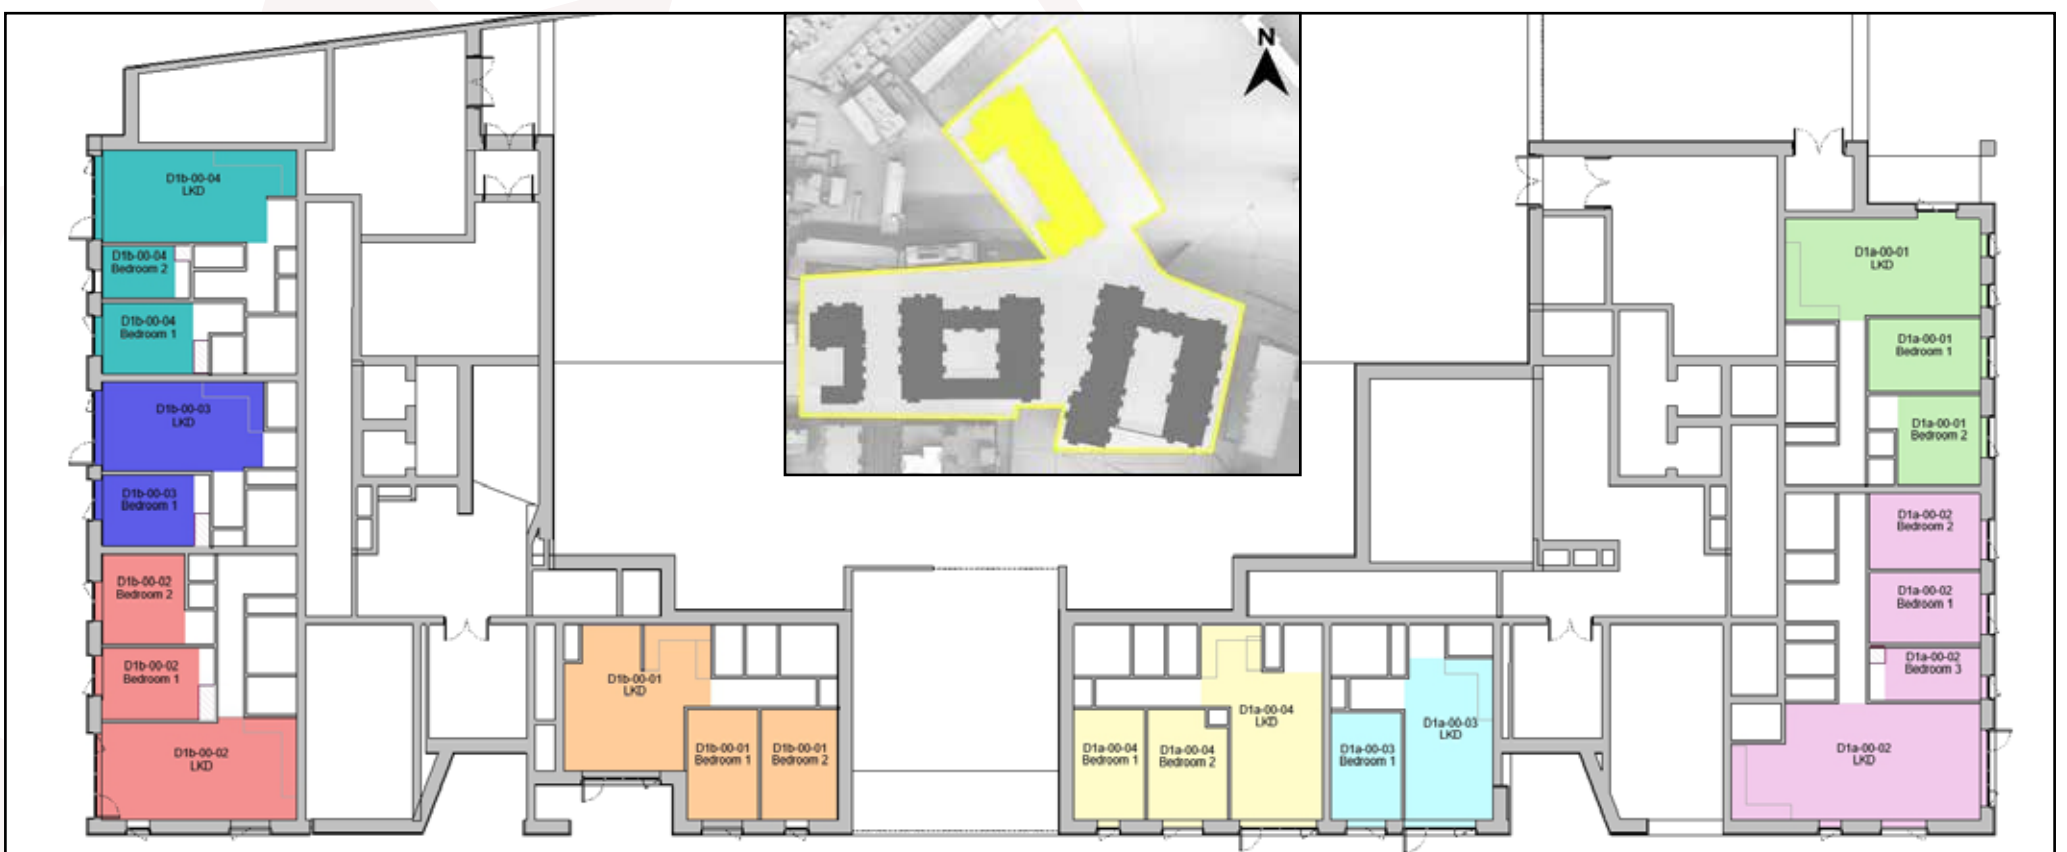 N
D1b-00-04
LKD
D1b-00-04
Bedroom 2
D1b-00-04
Bedroom 1
D1b-00-03
LKD
D1b-00-03
Bedroom 1
D1b-00-02
Bedroom 2
D1b-00-02
Bedroom 1
D1b-00-02
LKD
D1b-00-01
LKD
D1b-00-01
Bedroom 1
D1b-00-01
Bedroom 2
D1a-00-04
LKD
D1a-00-04
Bedroom 1
D1a-00-04
Bedroom 2
D1a-00-03
LKD
D1a-00-03
Bedroom 1
D1a-00-01
LKD
D1a-00-01
Bedroom 1
D1a-00-01
Bedroom 2
D1a-00-02
Bedroom 2
D1a-00-02
Bedroom 1
D1a-00-02
Bedroom 3
D1a-00-02
LKD